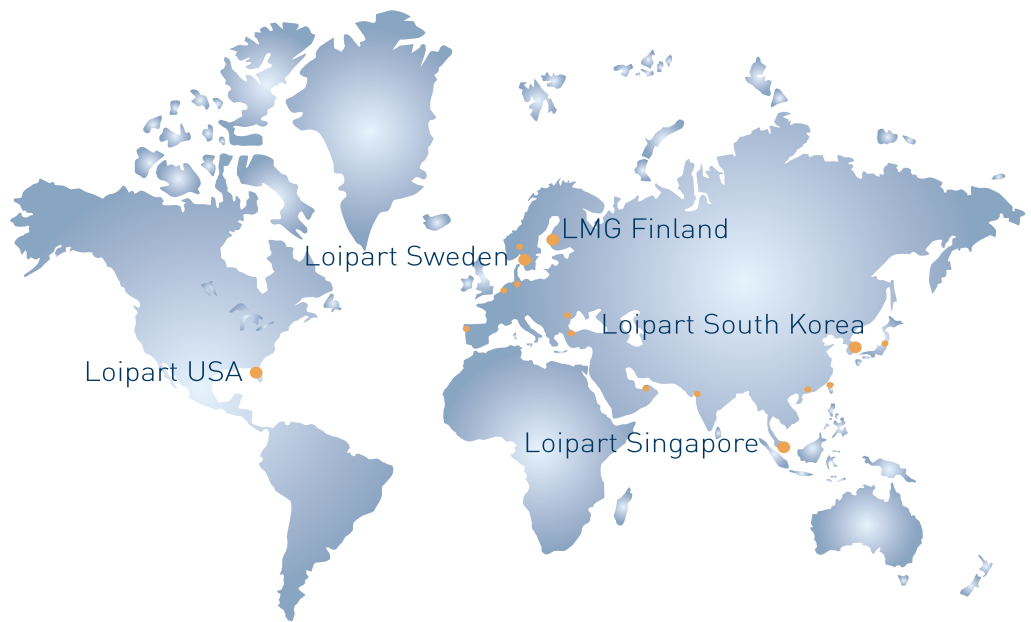 LMG Finland
Loipart Sweden
Loipart South Korea
Loipart USA
Loipart Singapore